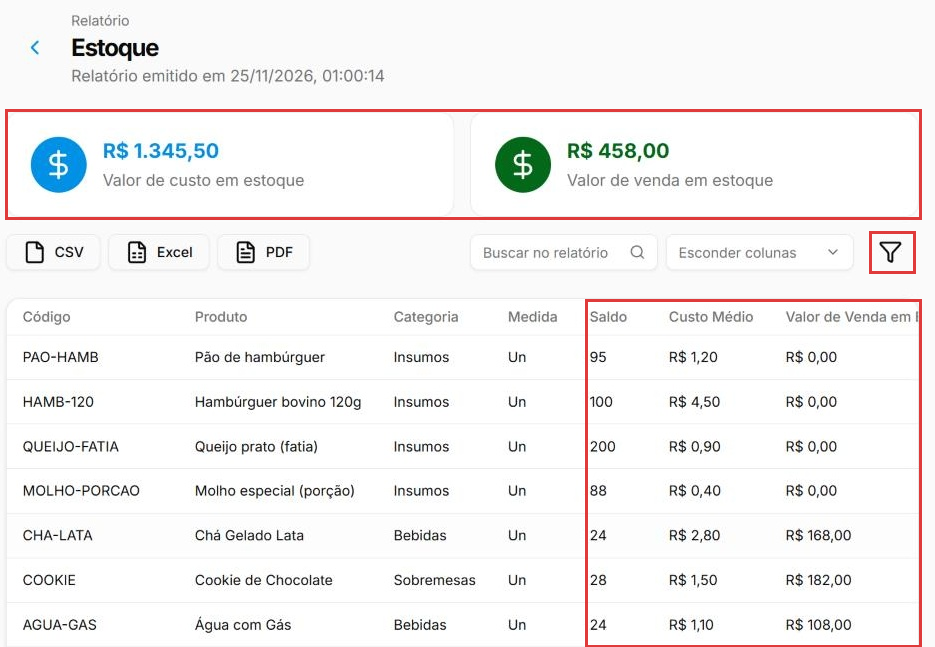 Relatório
Estoque
Relatório emitido em 25/11/2026, 01:00:14
R$ 1.345,50
Valor de custo em estoque
R$ 458,00
Valor de venda em estoque
CSV Excel PDF Buscar no relatório Esconder colunas
Código Produto Categoria Medida Saldo Custo Médio Valor de Venda em
PAO-HAMB Pão de hambúrguer Insumos Un 95 R$ 1,20 R$ 0,00
HAMB-120 Hambúrguer bovino 120g Insumos Un 100 R$ 4,50 R$ 0,00
QUEIJO-FATIA Queijo prato (fatia) Insumos Un 200 R$ 0,90 R$ 0,00
MOLHO-PORCAO Molho especial (porção) Insumos Un 88 R$ 0,40 R$ 0,00
CHA-LATA Chá Gelado Lata Bebidas Un 24 R$ 2,80 R$ 168,00
COOKIE Cookie de Chocolate Sobremesas Un 28 R$ 1,50 R$ 182,00
AGUA-GAS Água com Gás Bebidas Un 24 R$ 1,10 R$ 108,00